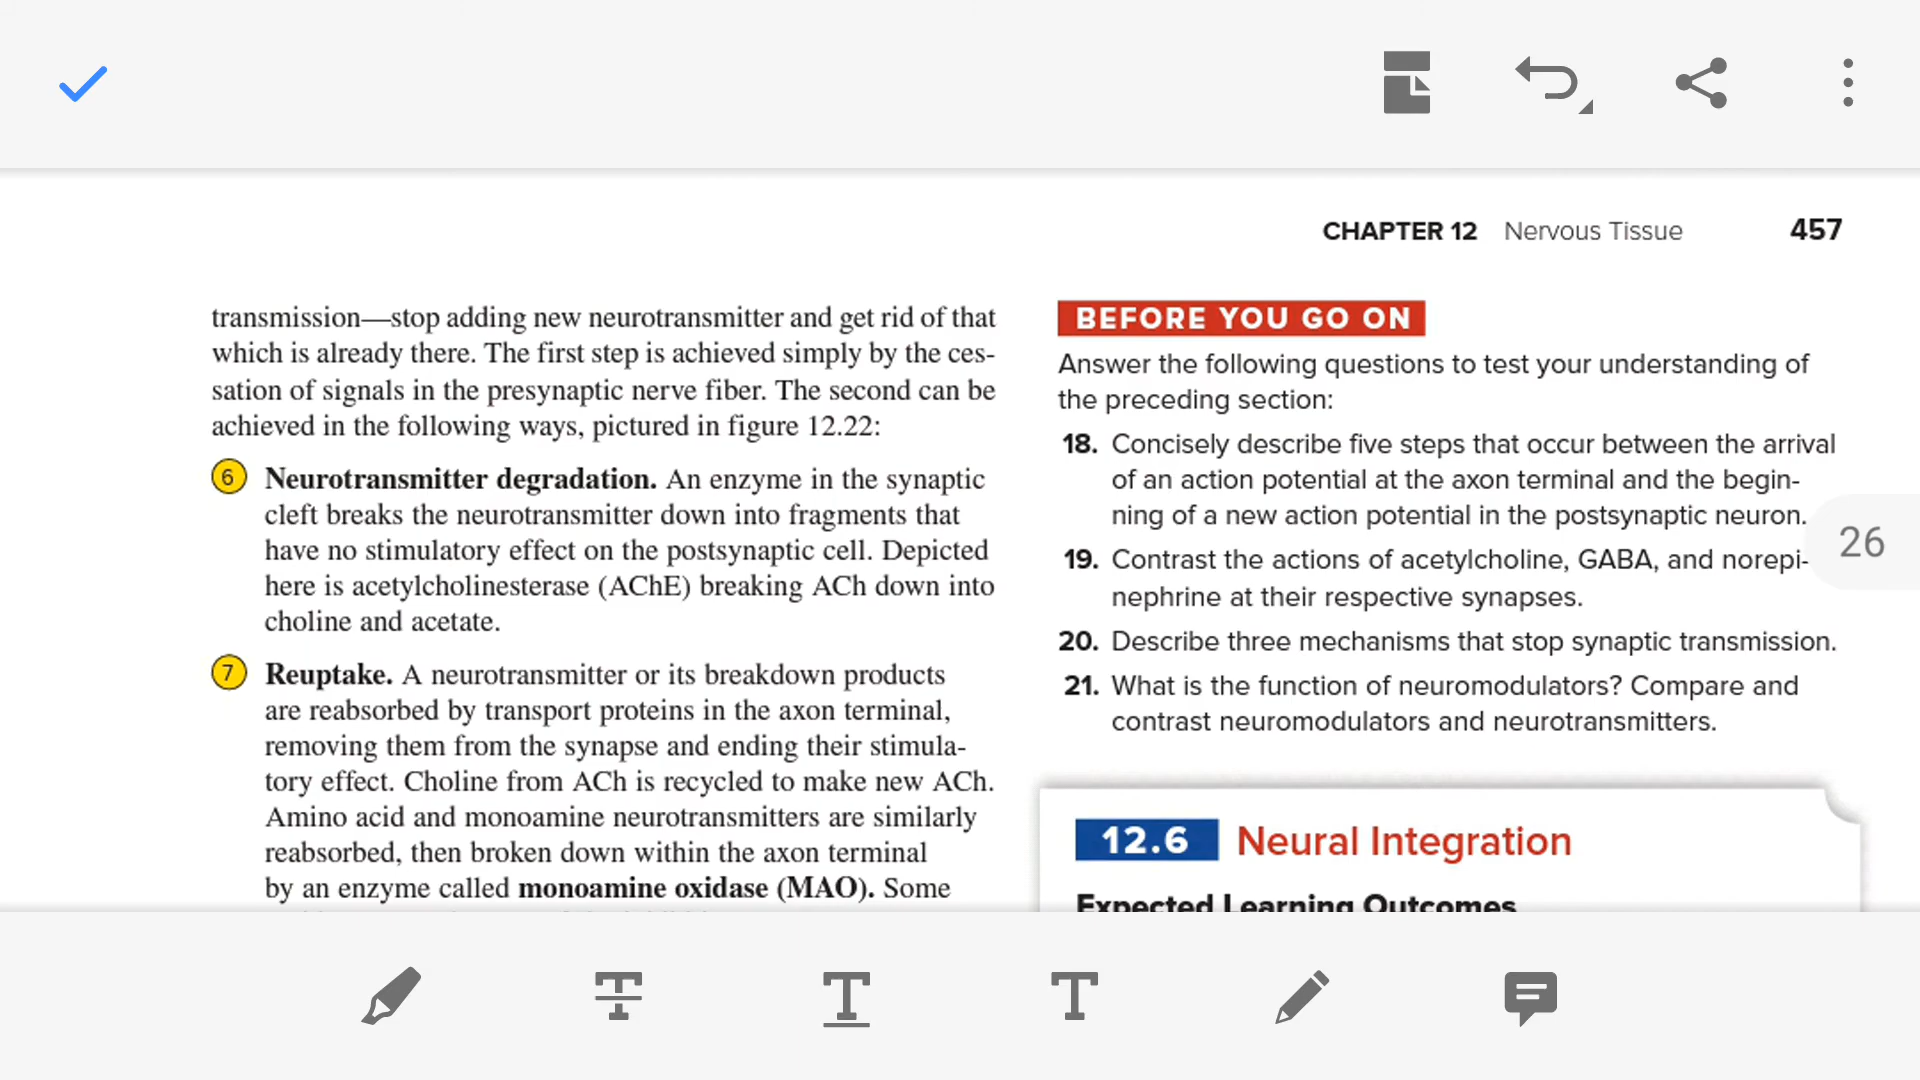 CHAPTER 12 Nervous Tissue 457
transmission—stop adding new neurotransmitter and get rid of that
which is already there. The first step is achieved simply by the ces-
sation of signals in the presynaptic nerve fiber. The second can be
achieved in the following ways, pictured in figure 12.22:
6 Neurotransmitter degradation. An enzyme in the synaptic
cleft breaks the neurotransmitter down into fragments that
have no stimulatory effect on the postsynaptic cell. Depicted
here is acetylcholinesterase (AChE) breaking ACh down into
choline and acetate.
7 Reuptake. A neurotransmitter or its breakdown products
are reabsorbed by transport proteins in the axon terminal,
removing them from the synapse and ending their stimula-
tory effect. Choline from ACh is recycled to make new ACh.
Amino acid and monoamine neurotransmitters are similarly
reabsorbed, then broken down within the axon terminal
by an enzyme called monoamine oxidase (MAO). Some
BEFORE YOU GO ON
Answer the following questions to test your understanding of
the preceding section:
18. Concisely describe five steps that occur between the arrival
of an action potential at the axon terminal and the begin-
ning of a new action potential in the postsynaptic neuron.
19. Contrast the actions of acetylcholine, GABA, and norepi-
nephrine at their respective synapses.
20. Describe three mechanisms that stop synaptic transmission.
21. What is the function of neuromodulators? Compare and
contrast neuromodulators and neurotransmitters.
26
12.6 Neural Integration
Expected Learning Outcomes